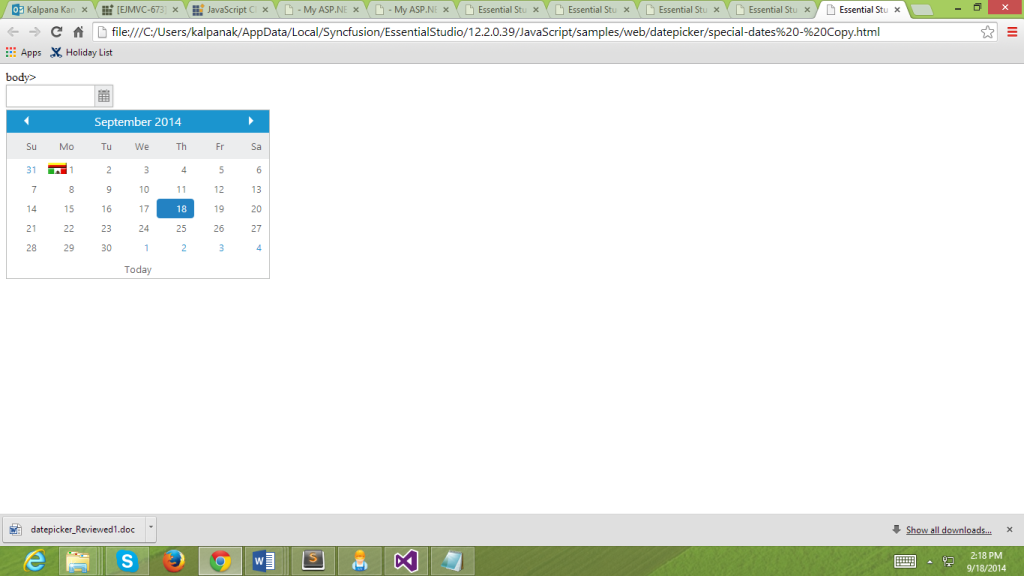 Kalpana Kan
[EJMVC-673]
JavaScript C
- My ASP.NE
- My ASP.NE
Essential Stu
Essential Stu
Essential Stu
Essential Stu
Essential Stu
file:///C:/Users/kalpanak/AppData/Local/Syncfusion/EssentialStudio/12.2.0.39/JavaScript/samples/web/datepicker/special-dates%20-%20Copy.html
Apps Holiday List
body>
September 2014
Su Mo Tu We Th Fr Sa
31 1 2 3 4 5 6
7 8 9 10 11 12 13
14 15 16 17 18 19 20
21 22 23 24 25 26 27
28 29 30 1 2 3 4
Today
datepicker_Reviewed1.doc
Show all downloads...
2:18 PM
9/18/2014